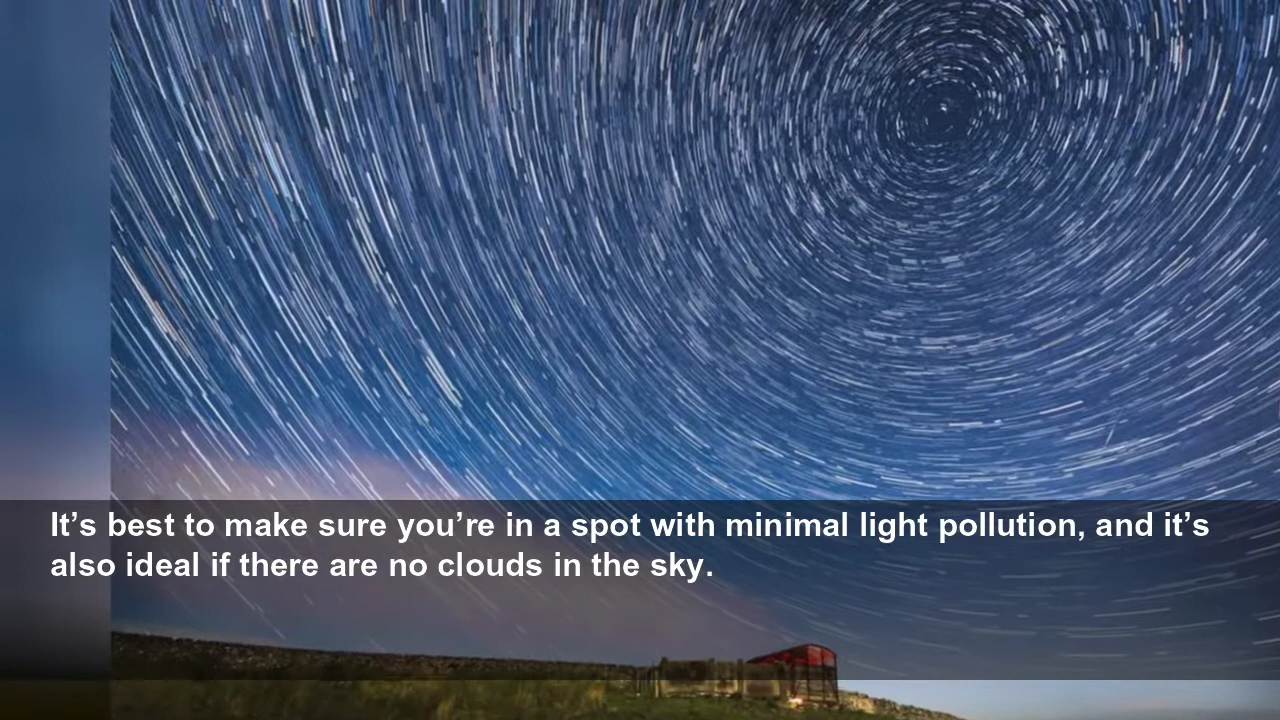 It’s best to make sure you’re in a spot with minimal light pollution, and it’s
also ideal if there are no clouds in the sky.